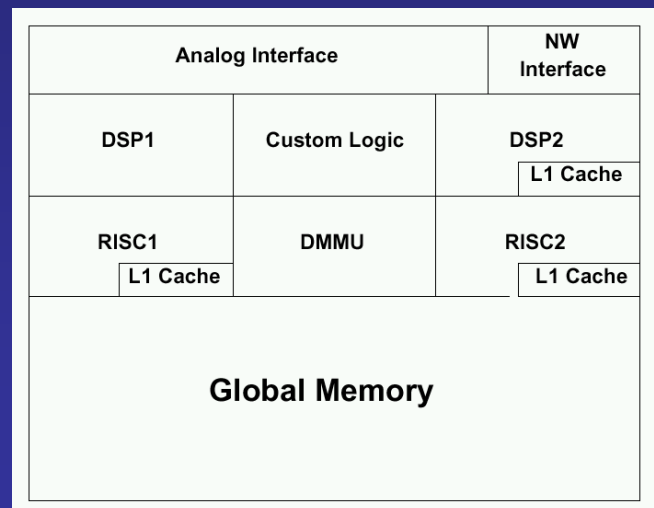 Analog Interface
NW
Interface
DSP1
Custom Logic
DSP2
L1 Cache
RISC1
DMMU
RISC2
L1 Cache
L1 Cache
Global Memory